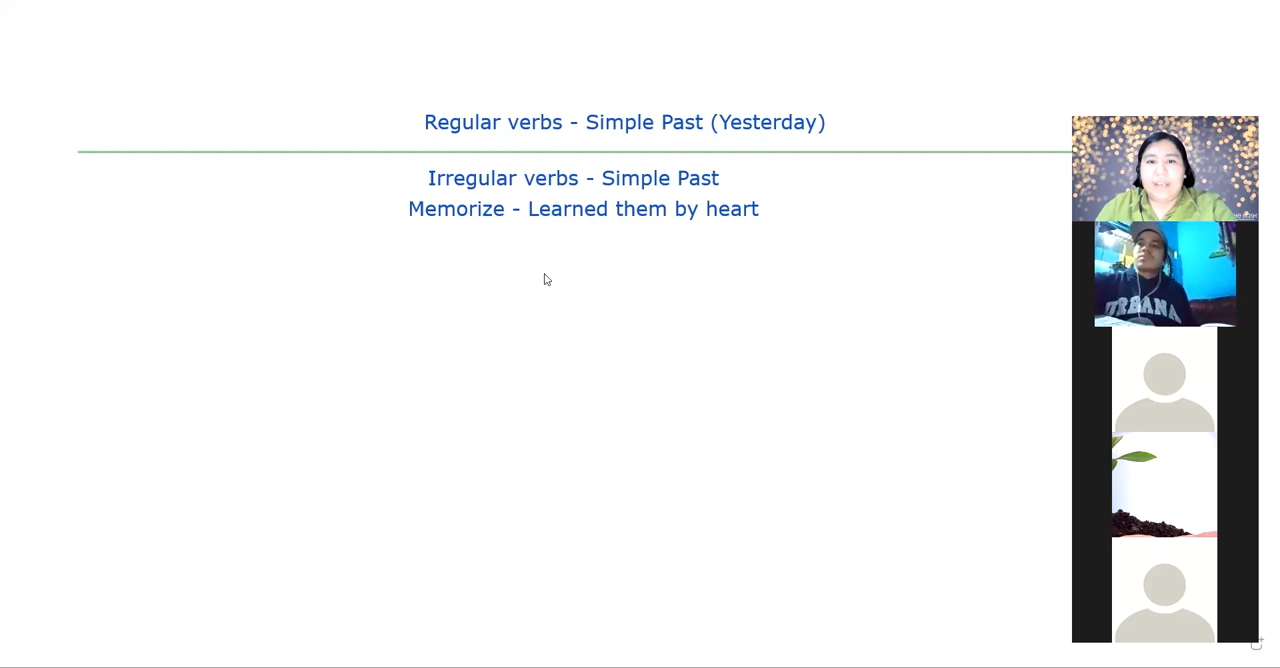 Regular verbs - Simple Past (Yesterday)
Irregular verbs - Simple Past
Memorize - Learned them by heart
URBANA